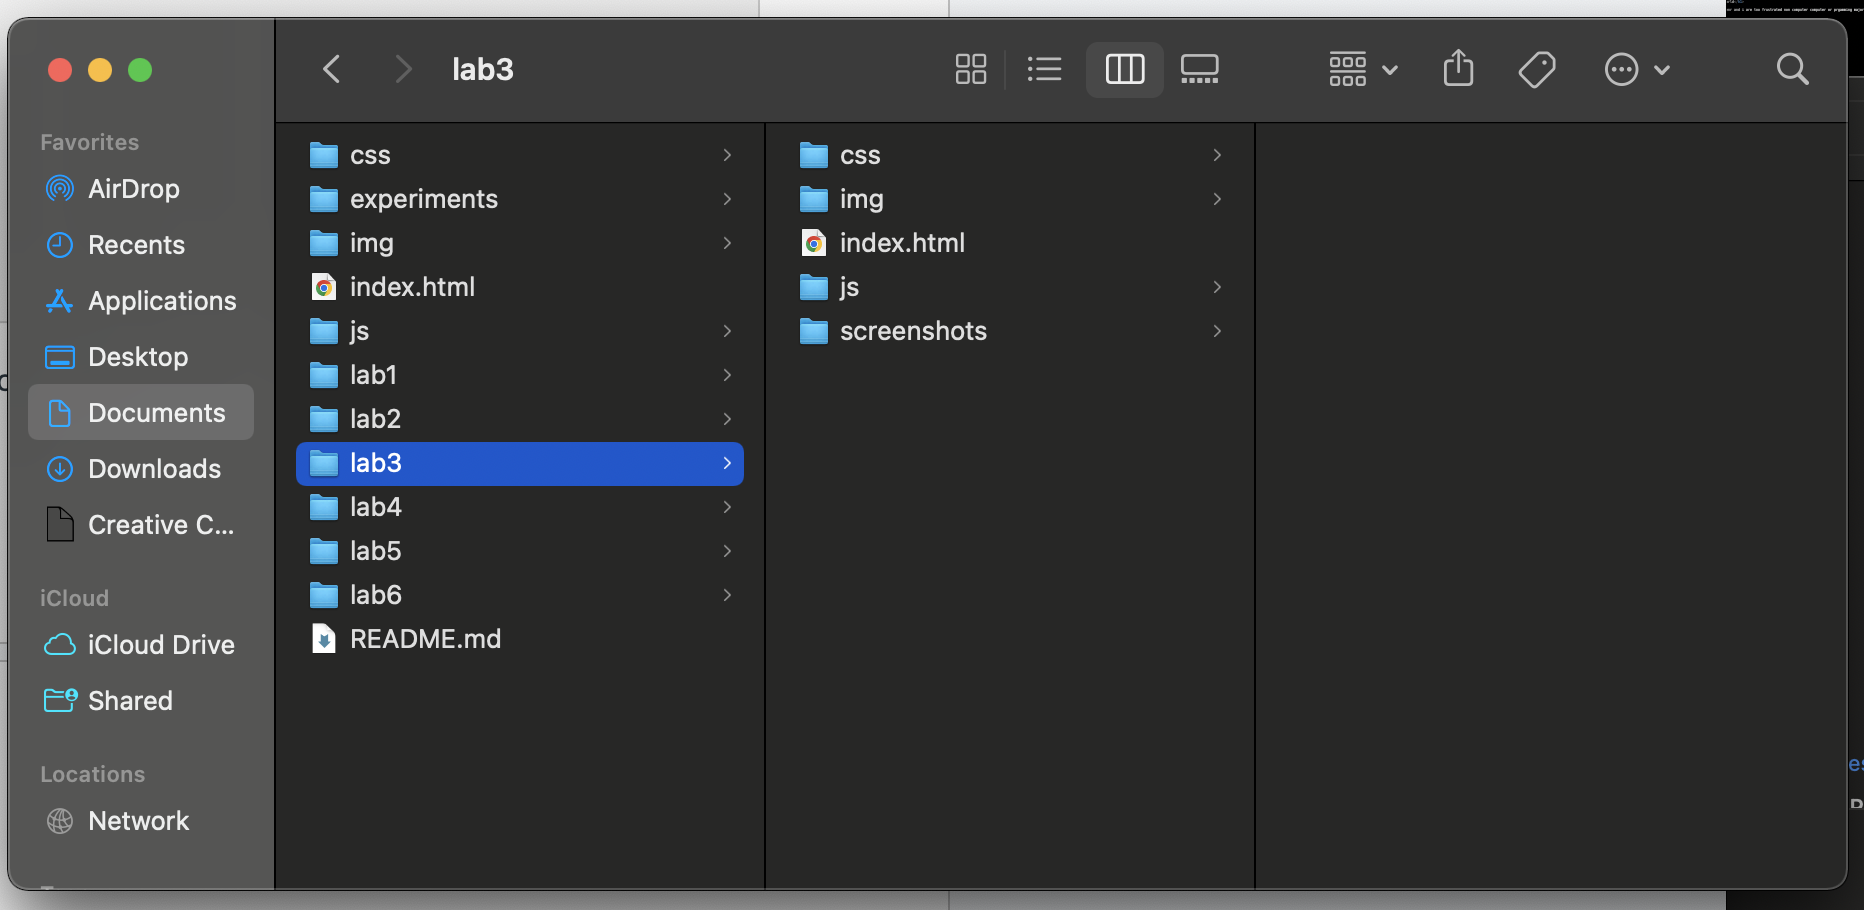 lab3
Favorites
AirDrop
Recents
Applications
Desktop
Documents
Downloads
Creative C...
iCloud
iCloud Drive
Shared
Locations
Network
css
experiments
img
index.html
js
lab1
lab2
lab3
lab4
lab5
lab6
README.md
css
img
index.html
js
screenshots